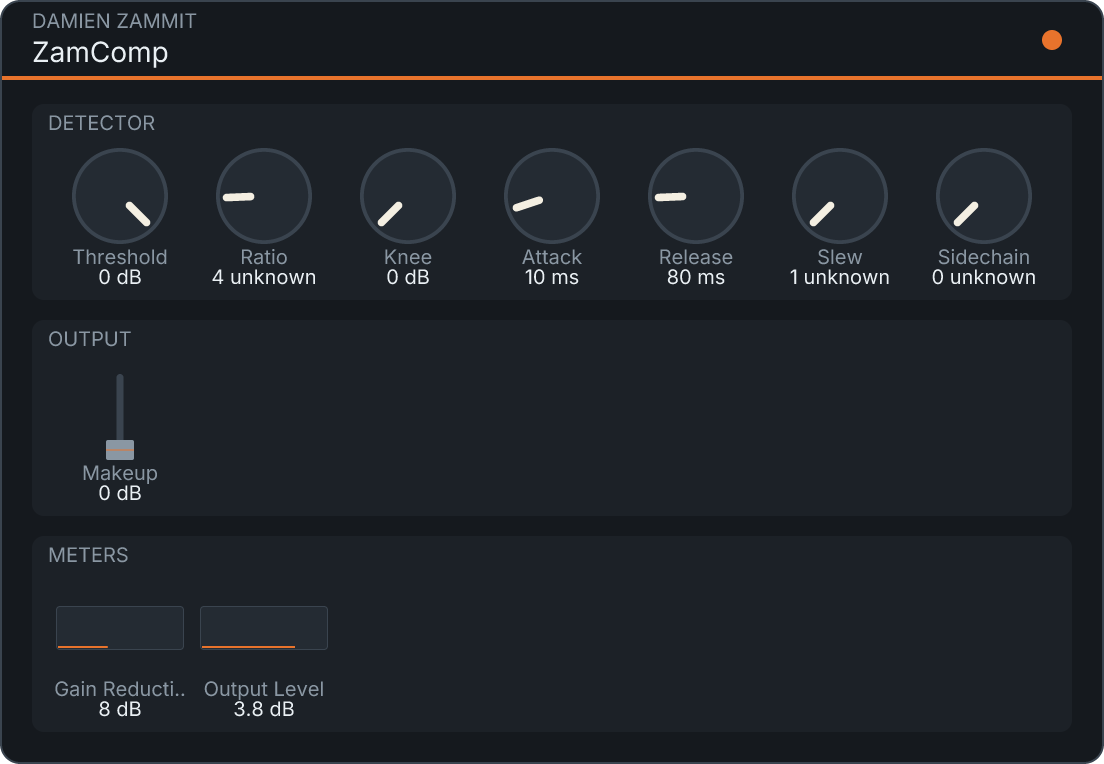 DAMIEN ZAMMIT
ZamComp
DETECTOR
Threshold Ratio Knee Attack Release Slew Sidechain
0 dB 4 unknown 0 dB 10 ms 80 ms 1 unknown 0 unknown
OUTPUT
Makeup
0 dB
METERS
Gain Reducti.. Output Level
8 dB 3.8 dB